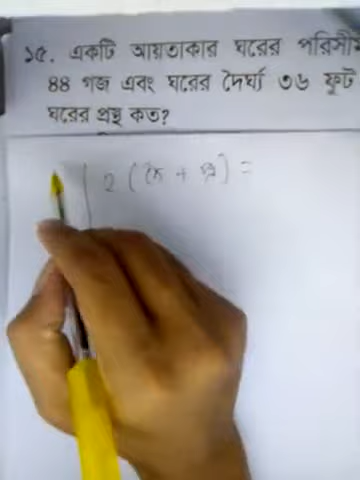 ১৫. একটি আয়তাকার ঘরের পরিসীমা
৪৪ গজ এবং ঘরের দৈর্ঘ্য ৩৬ ফুট
ঘরের প্রস্থ কত?
2 ( দৈ + প্র ) =